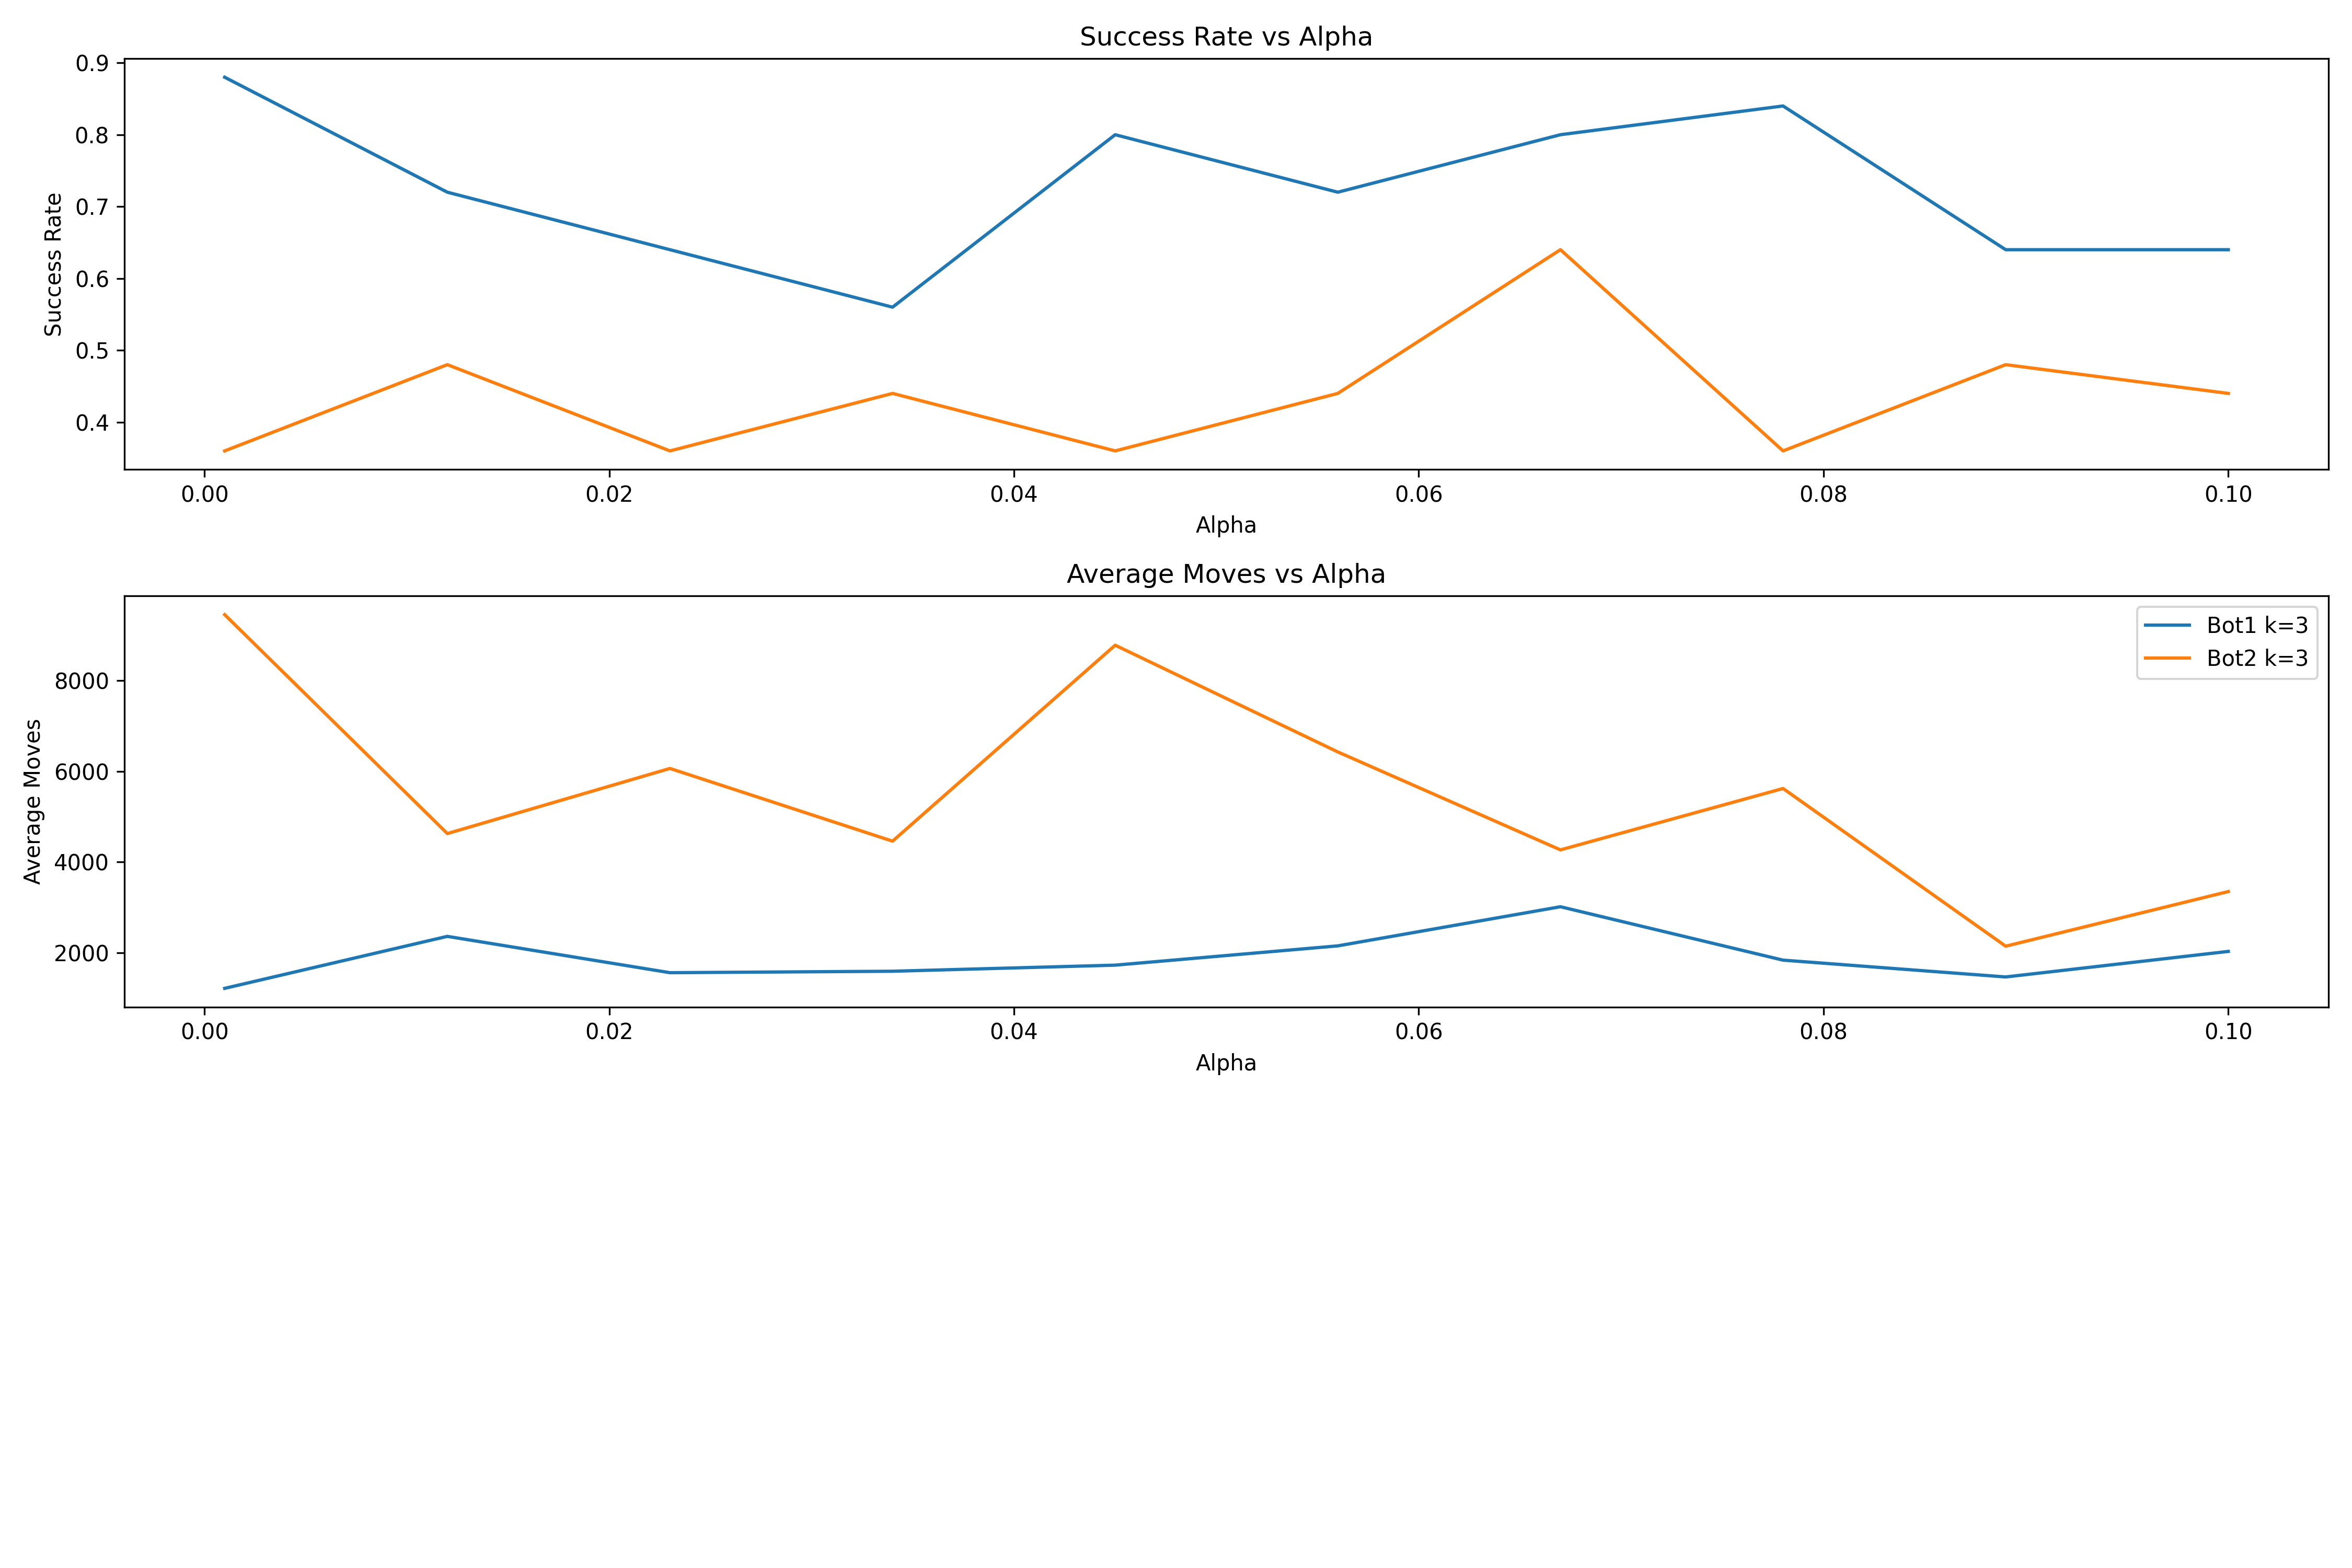 Success Rate vs Alpha
Success Rate
0.9
0.8
0.7
0.6
0.5
0.4
0.00 0.02 0.04 0.06 0.08 0.10
Alpha
Average Moves vs Alpha
Average Moves
8000
6000
4000
2000
Bot1 k=3
Bot2 k=3
0.00 0.02 0.04 0.06 0.08 0.10
Alpha